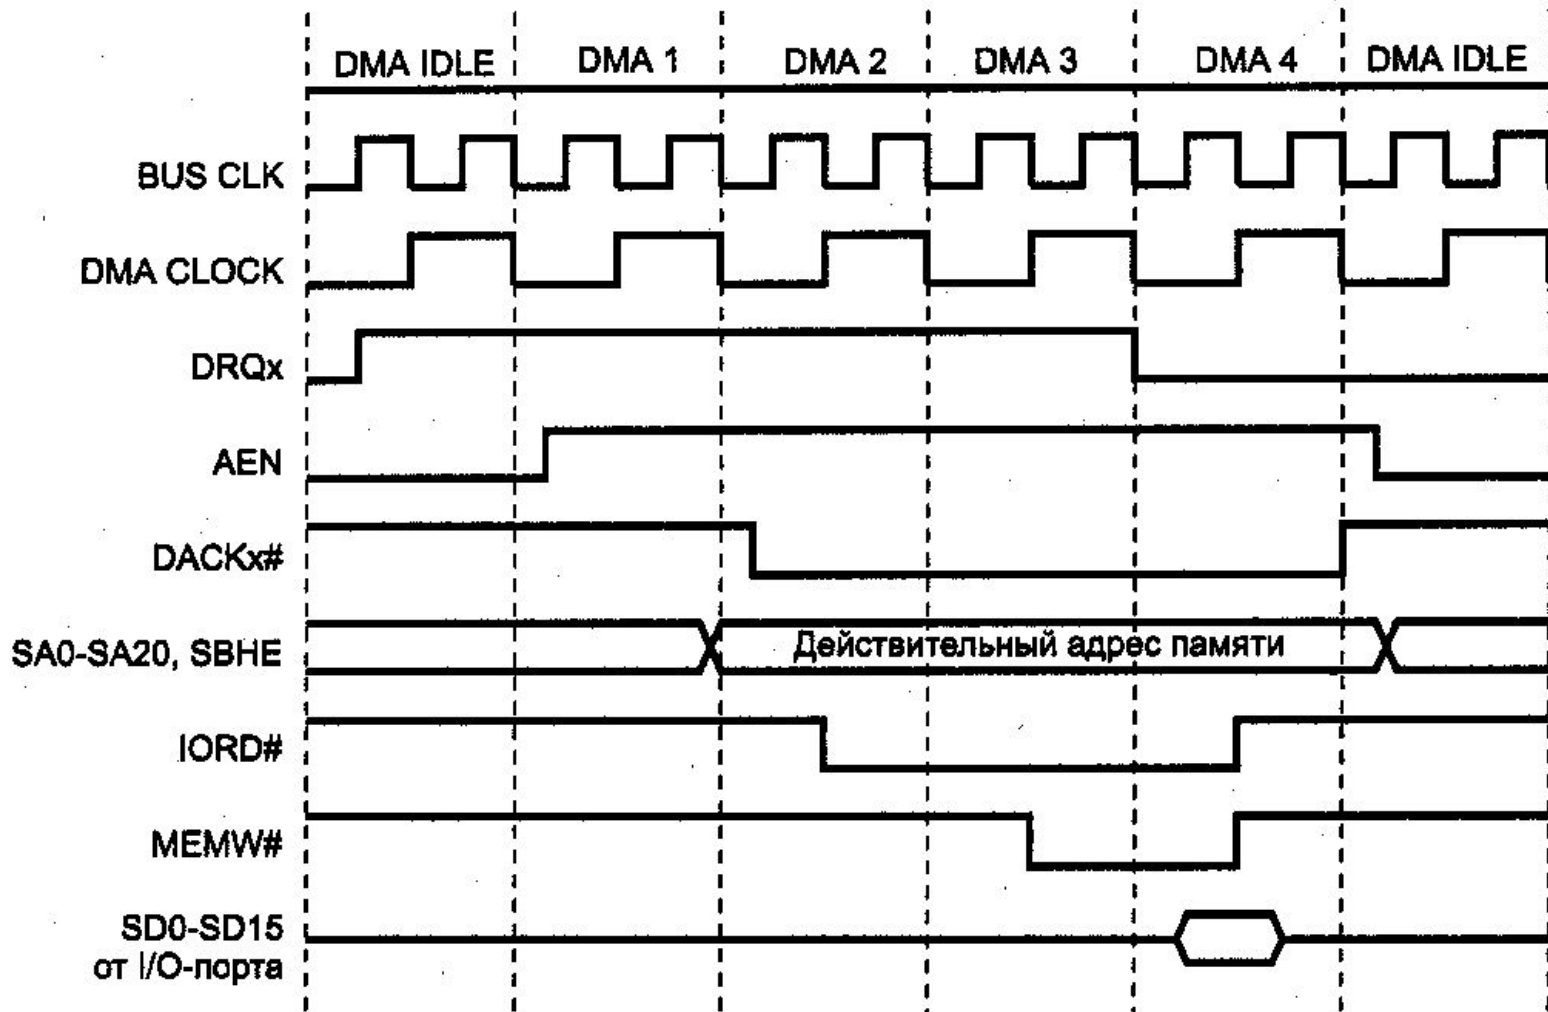 DMA IDLE DMA 1 DMA 2 DMA 3 DMA 4 DMA IDLE
BUS CLK
DMA CLOCK
DRQx
AEN
DACKx#
SA0-SA20, SBHE Действительный адрес памяти
IORD#
MEMW#
SD0-SD15
от I/O-порта